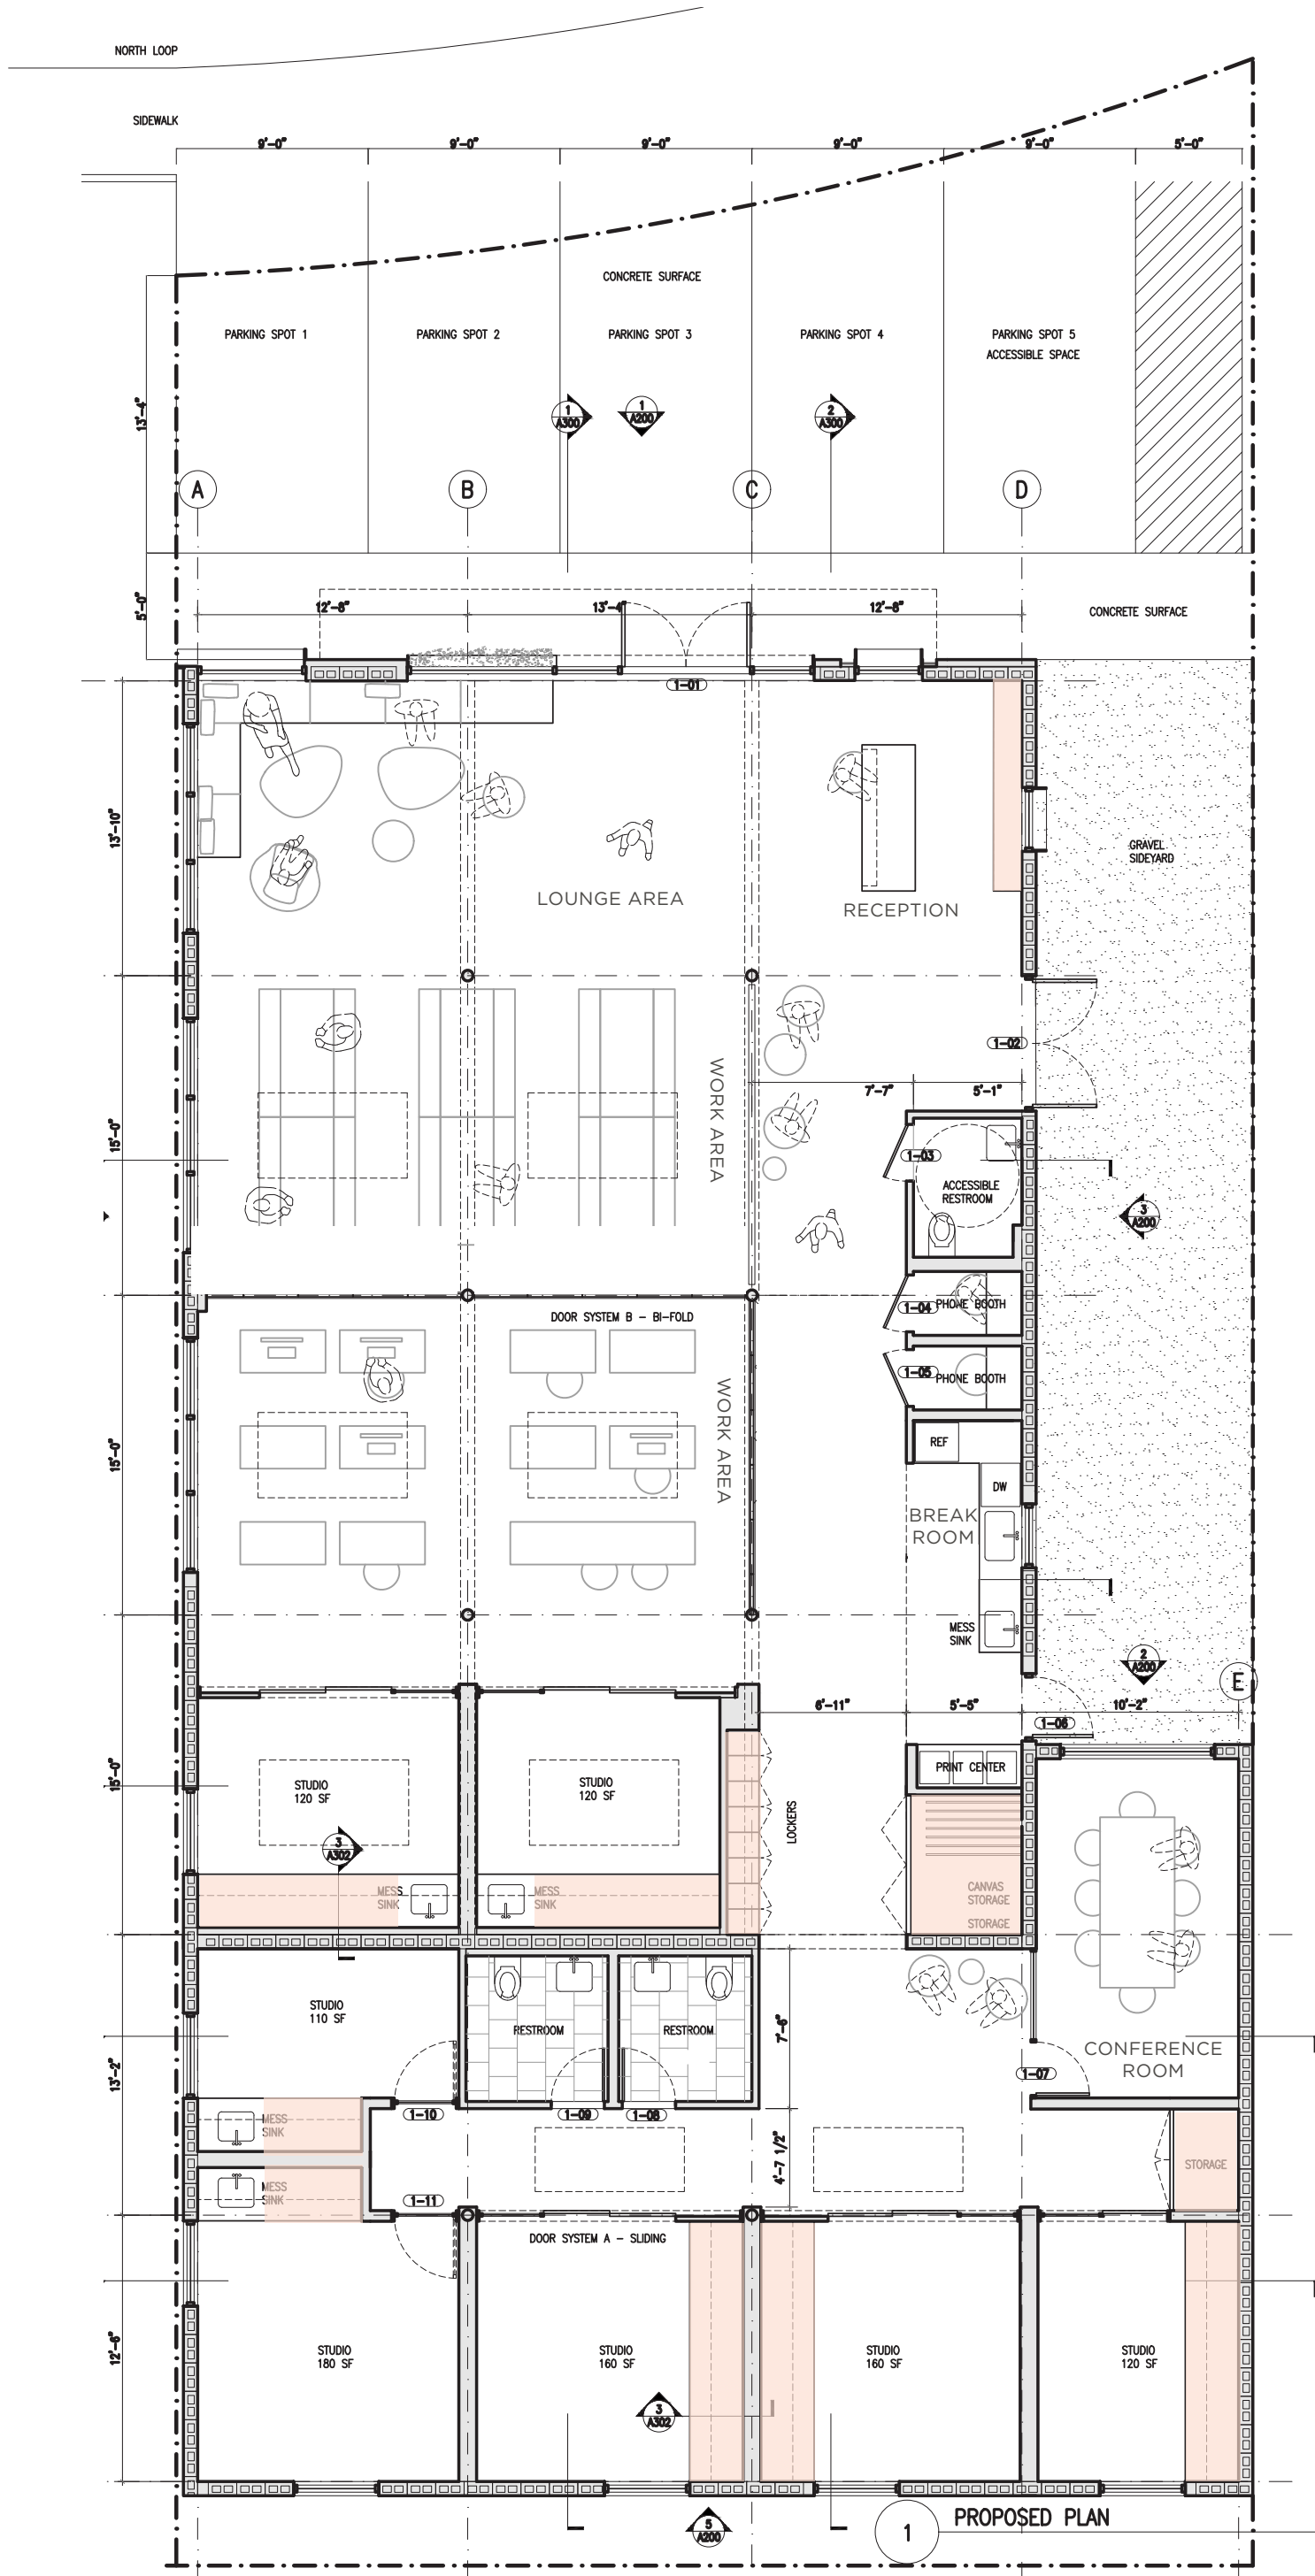 NORTH LOOP
SIDEWALK
9'-0" 9'-0" 9'-0" 9'-0" 9'-0" 5'-0"
CONCRETE SURFACE
PARKING SPOT 1
PARKING SPOT 2
PARKING SPOT 3
PARKING SPOT 4
PARKING SPOT 5
ACCESSIBLE SPACE
13'-4"
1
A300
1
A200
2
A300
A B C D
5'-0"
12'-8" 13'-4" 12'-8"
CONCRETE SURFACE
1-01
13'-10"
GRAVEL
SIDEYARD
LOUNGE AREA
RECEPTION
1-02
WORK AREA
7'-7" 5'-1"
15'-0"
1-03
ACCESSIBLE
RESTROOM
3
A200
1-04
PHONE BOOTH
DOOR SYSTEM B - BI-FOLD
1-05
PHONE BOOTH
WORK AREA
15'-0"
REF
DW
BREAK
ROOM
MESS
SINK
2
A200
E
6'-11" 5'-5" 10'-2"
1-06
15'-0"
PRINT CENTER
STUDIO
120 SF
STUDIO
120 SF
LOCKERS
3
A302
MESS
SINK
MESS
SINK
CANVAS
STORAGE
STORAGE
STUDIO
110 SF
RESTROOM
RESTROOM
7'-6"
CONFERENCE
ROOM
13'-2"
1-07
1-10
1-09
1-08
MESS
SINK
4'-7 1/2"
STORAGE
MESS
SINK
1-11
DOOR SYSTEM A - SLIDING
12'-6"
STUDIO
180 SF
STUDIO
160 SF
STUDIO
160 SF
STUDIO
120 SF
3
A302
5
A200
1
PROPOSED PLAN